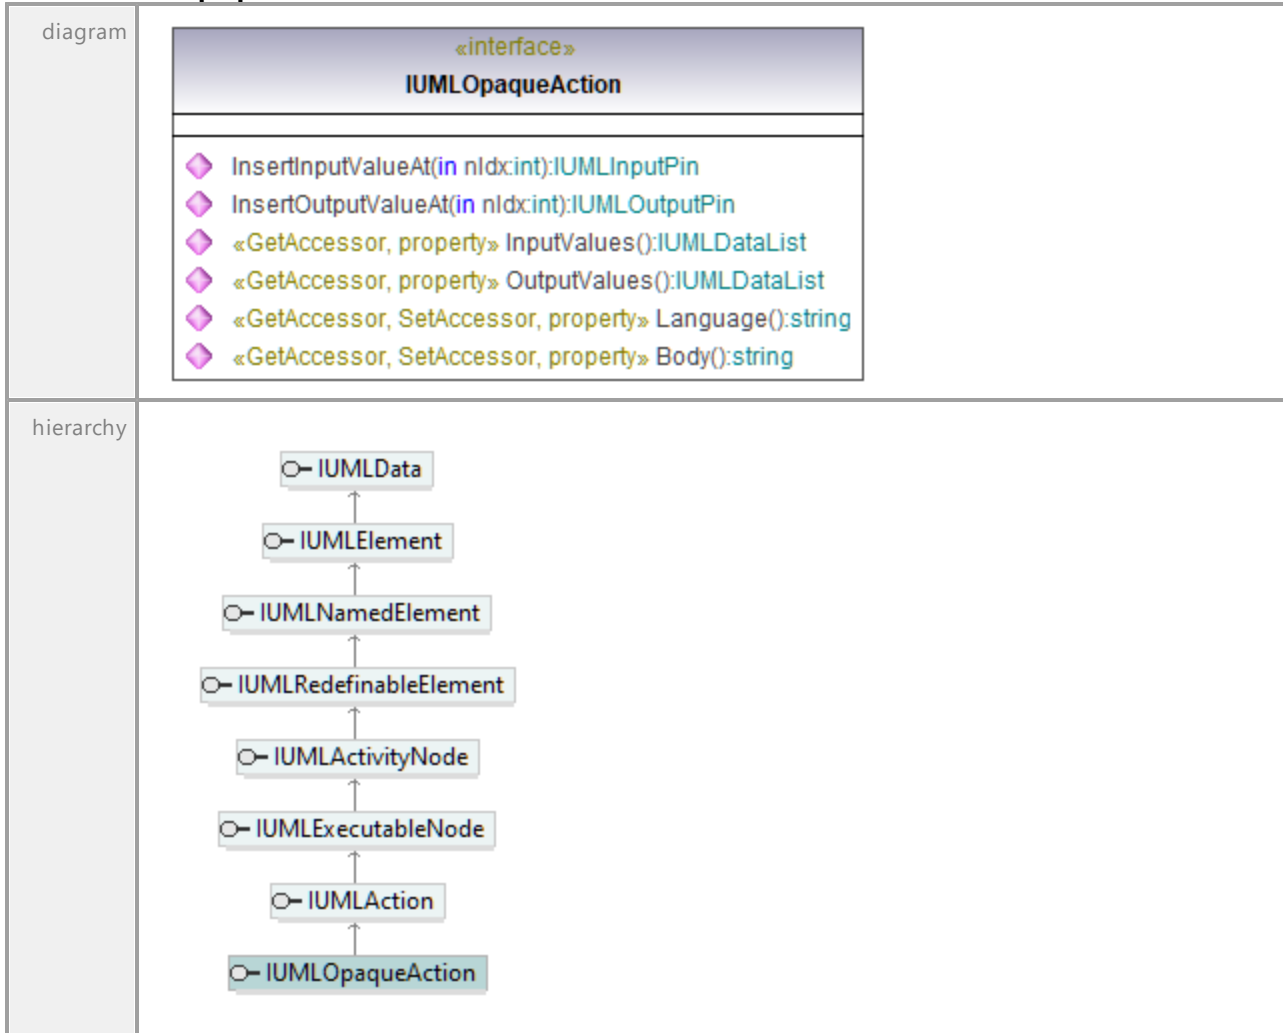 diagram
«interface»
IUMLOpaqueAction
InsertInputValueAt(in nIdx:int):IUMLInputPin
InsertOutputValueAt(in nIdx:int):IUMLOutputPin
«GetAccessor, property» InputValues():IUMLDataList
«GetAccessor, property» OutputValues():IUMLDataList
«GetAccessor, SetAccessor, property» Language():string
«GetAccessor, SetAccessor, property» Body():string
hierarchy
IUMLData
IUMLElement
IUMLNamedElement
IUMLRedefinableElement
IUMLActivityNode
IUMLExecutableNode
IUMLAction
IUMLOpaqueAction